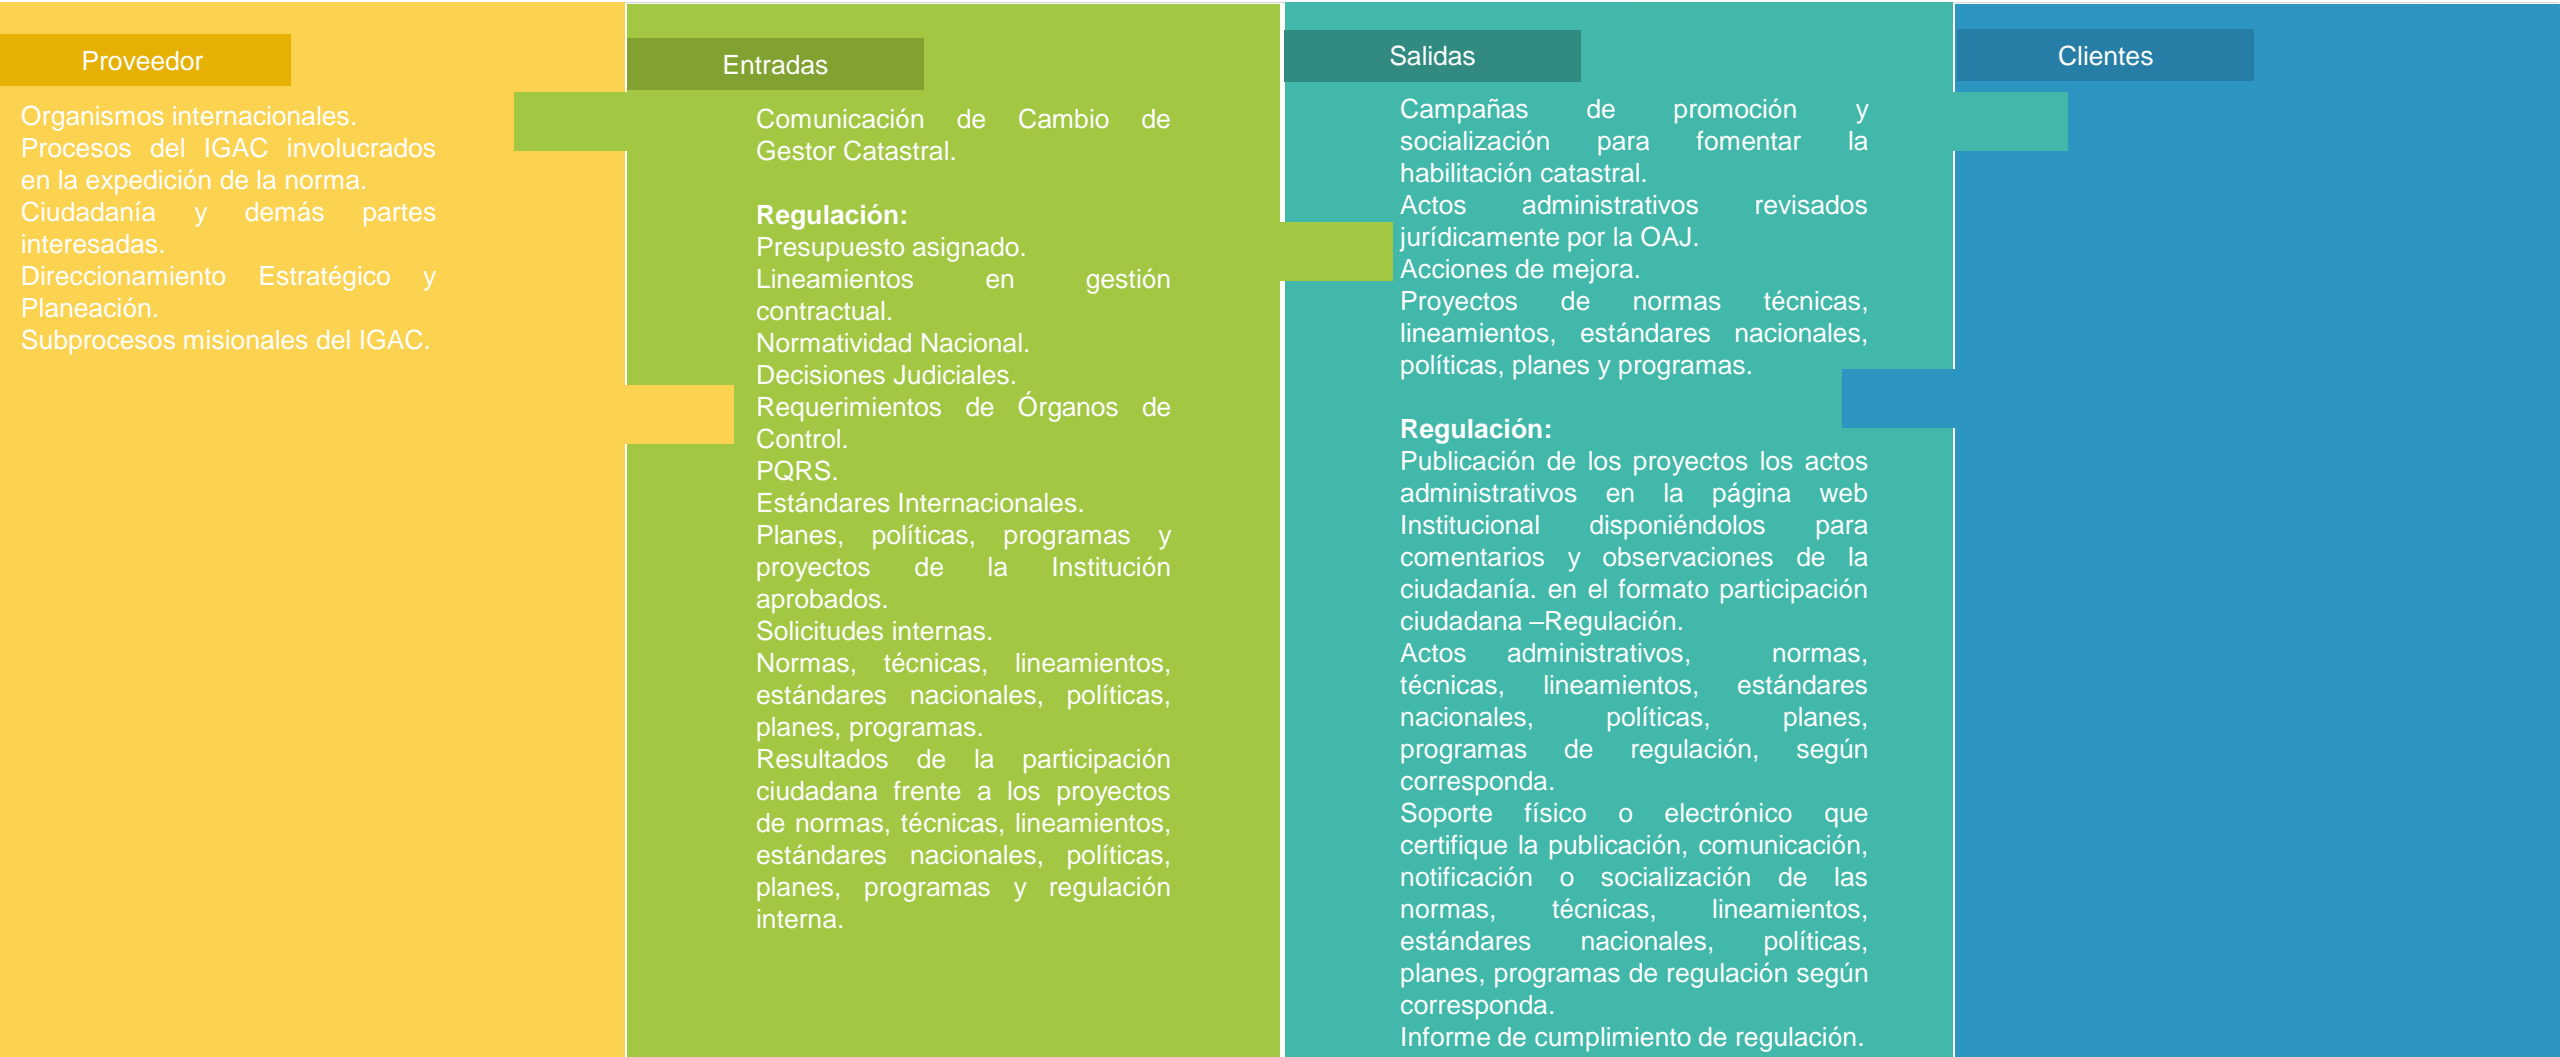 Proveedor
Organismos internacionales.
Procesos del IGAC involucrados
en la expedición de la norma.
Ciudadanía y demás partes
interesadas.
Direccionamiento Estratégico y
Planeación.
Subprocesos misionales del IGAC.
Entradas
Comunicación de Cambio de
Gestor Catastral.
Regulación:
Presupuesto asignado.
Lineamientos en gestión
contractual.
Normatividad Nacional.
Decisiones Judiciales.
Requerimientos de Órganos de
Control.
PQRS.
Estándares Internacionales.
Planes, políticas, programas y
proyectos de la Institución
aprobados.
Solicitudes internas.
Normas, técnicas, lineamientos,
estándares nacionales, políticas,
planes, programas.
Resultados de la participación
ciudadana frente a los proyectos
de normas, técnicas, lineamientos,
estándares nacionales, políticas,
planes, programas y regulación
interna.
Salidas
Campañas de promoción y
socialización para fomentar la
habilitación catastral.
Actos administrativos revisados
jurídicamente por la OAJ.
Acciones de mejora.
Proyectos de normas técnicas,
lineamientos, estándares nacionales,
políticas, planes y programas.
Regulación:
Publicación de los proyectos los actos
administrativos en la página web
Institucional disponiéndolos para
comentarios y observaciones de la
ciudadanía. en el formato participación
ciudadana –Regulación.
Actos administrativos, normas,
técnicas, lineamientos, estándares
nacionales, políticas, planes,
programas de regulación, según
corresponda.
Soporte físico o electrónico que
certifique la publicación, comunicación,
notificación o socialización de las
normas, técnicas, lineamientos,
estándares nacionales, políticas,
planes, programas de regulación según
corresponda.
Informe de cumplimiento de regulación.
Clientes